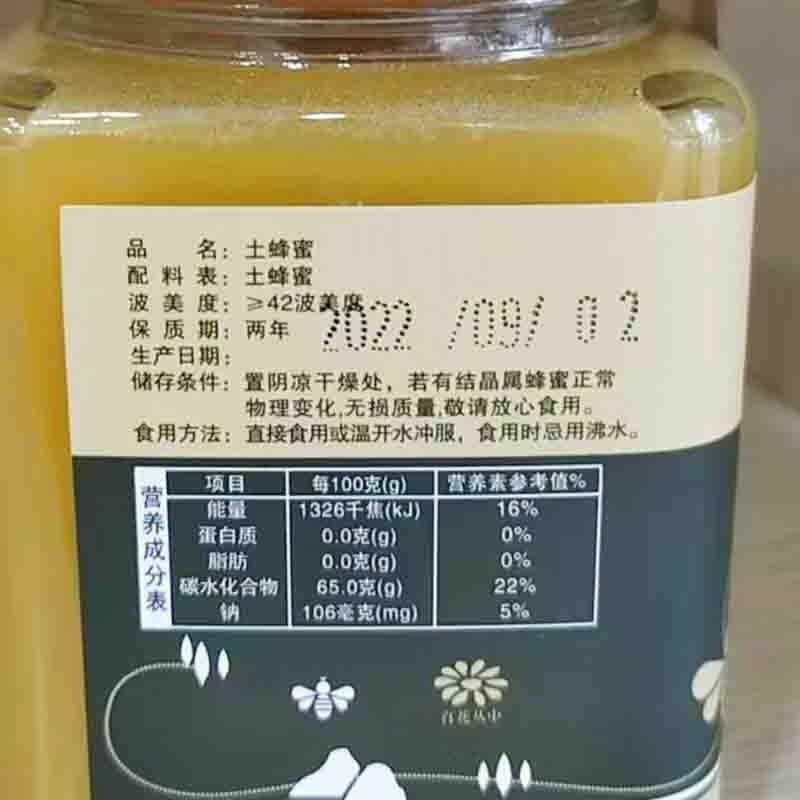 品 名：土蜂蜜
配料表：土蜂蜜
波美度：≥42波美度
保质期：两年
2022/09/02
生产日期：
储存条件：置阴凉干燥处，若有结晶属蜂蜜正常
物理变化,无损质量,敬请放心食用。
食用方法：直接食用或温开水冲服，食用时忌用沸水。
营养成分表
项目 每100克(g) 营养素参考值%
能量 1326千焦(kJ) 16%
蛋白质 0.0克(g) 0%
脂肪 0.0克(g) 0%
碳水化合物 65.0克(g) 22%
钠 106毫克(mg) 5%
百花丛中